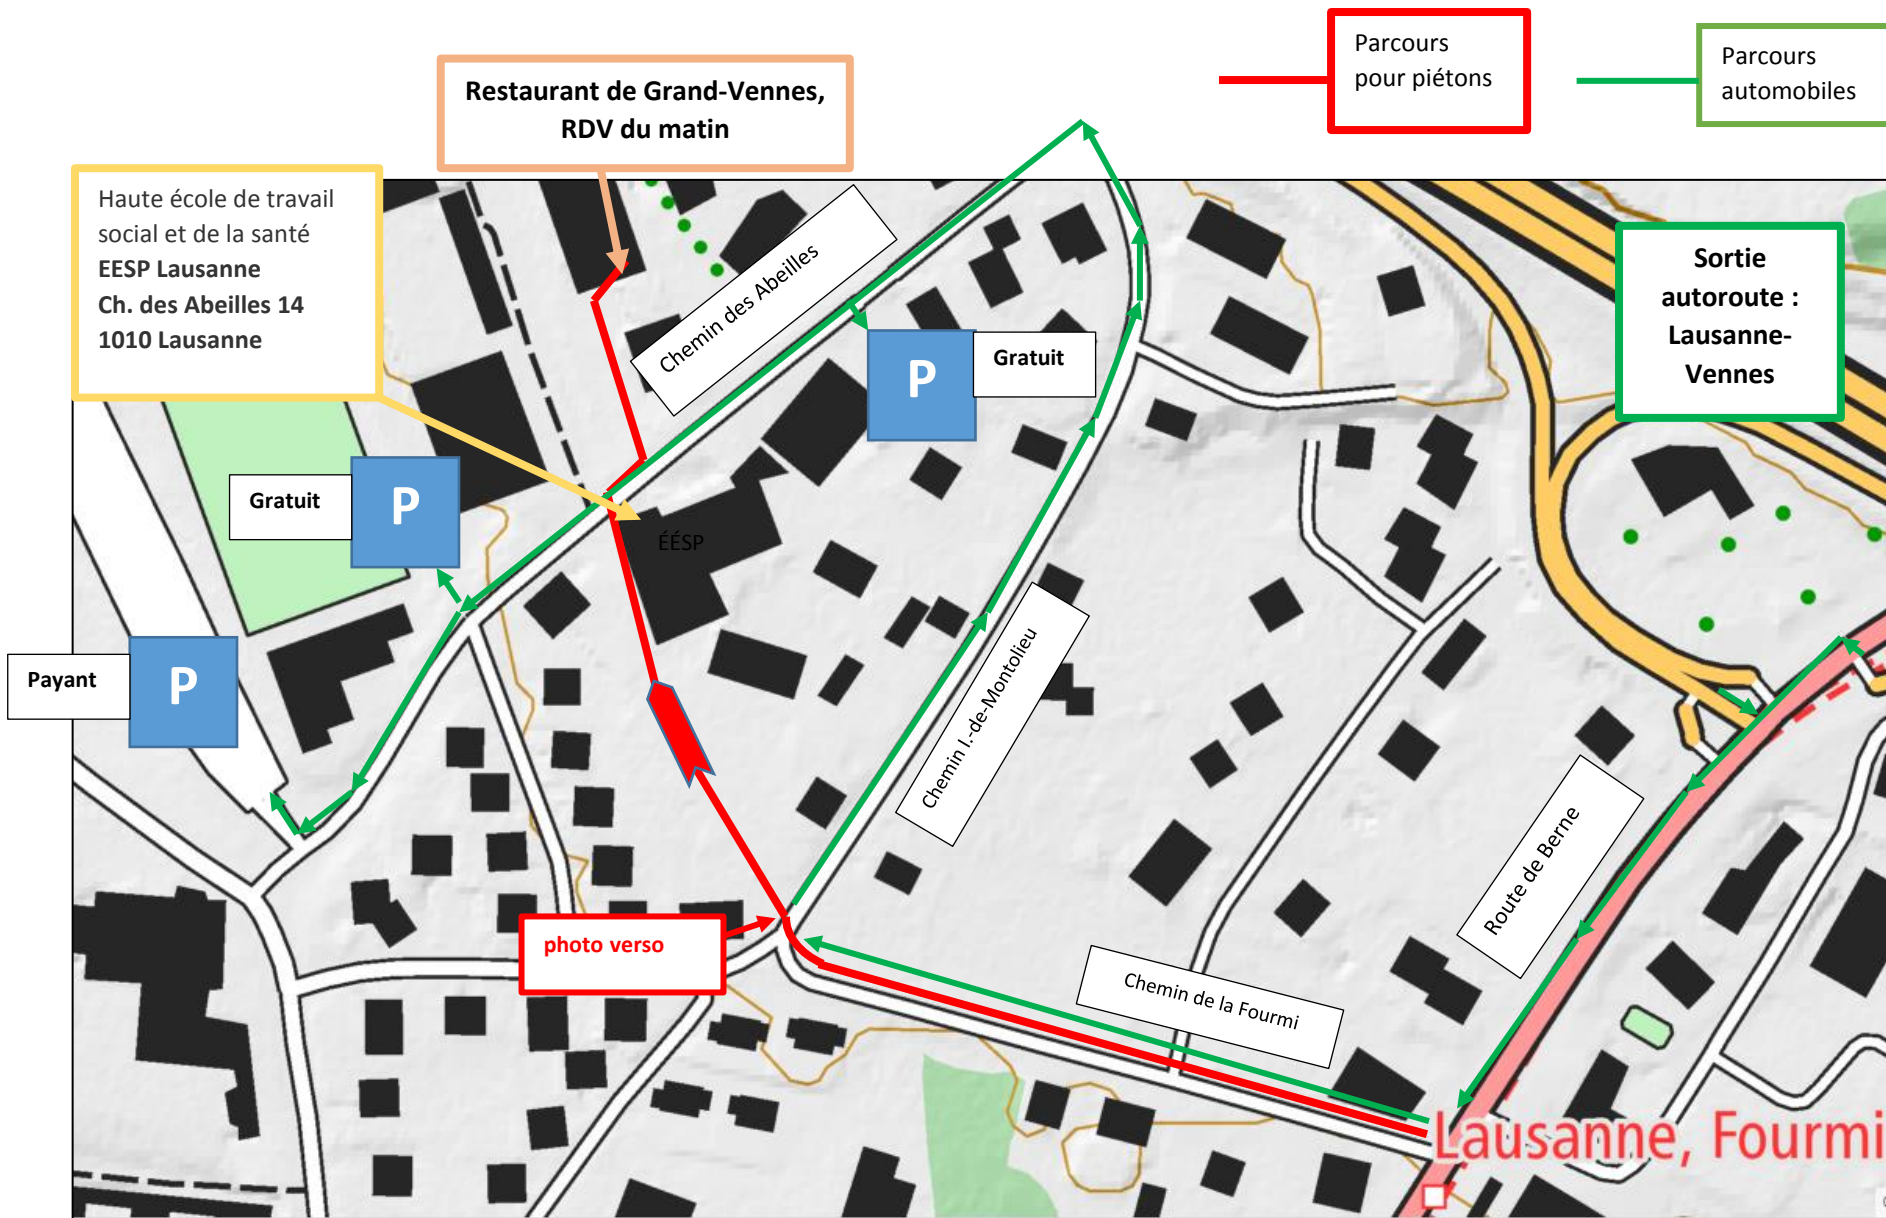 Parcours
pour piétons
Parcours
automobiles
Restaurant de Grand-Vennes,
RDV du matin
Haute école de travail
social et de la santé
EESP Lausanne
Ch. des Abeilles 14
1010 Lausanne
Chemin des Abeilles
Sortie
autoroute :
Lausanne-
Vennes
P
Gratuit
Gratuit
P
ÉÉSP
Payant
P
Chemin I.-de-Montolieu
Route de Berne
photo verso
Chemin de la Fourmi
Lausanne, Fourmi